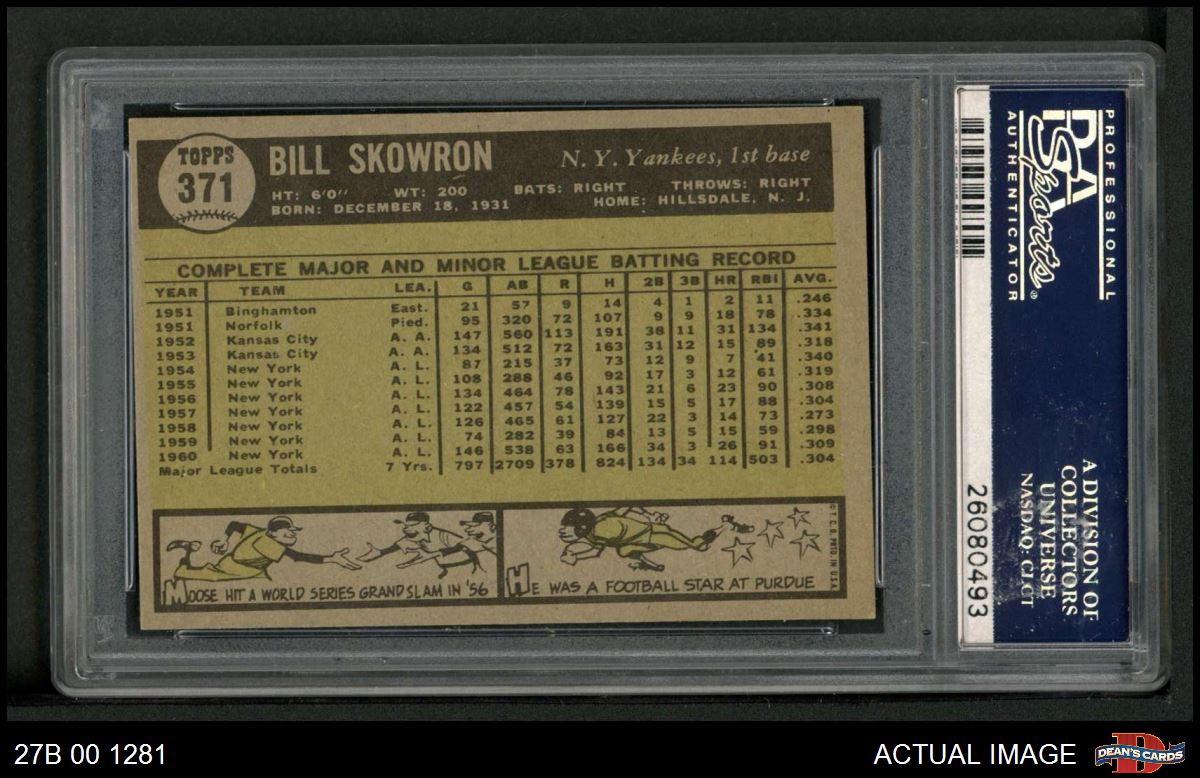 TOPPS
371
BILL SKOWRON
N. Y. Yankees, 1st base
HT: 6'0" WT: 200 BATS: RIGHT THROWS: RIGHT
BORN: DECEMBER 18, 1931 HOME: HILLSDALE, N. J.
COMPLETE MAJOR AND MINOR LEAGUE BATTING RECORD
YEAR TEAM LEA. G AB R H 2B 3B HR RBI AVG.
1951 Binghamton East. 21 57 9 14 4 1 2 11 .246
1951 Norfolk Pied. 95 320 72 107 9 9 18 78 .334
1952 Kansas City A. A. 147 560 113 191 38 11 31 134 .341
1953 Kansas City A. A. 134 512 72 163 31 12 15 89 .318
1954 New York A. L. 87 215 37 73 12 9 7 41 .340
1955 New York A. L. 108 288 46 92 17 3 12 61 .319
1956 New York A. L. 134 464 78 143 21 6 23 90 .308
1957 New York A. L. 122 457 54 139 15 5 17 88 .304
1958 New York A. L. 126 465 61 127 22 3 14 73 .273
1959 New York A. L. 74 282 39 84 13 5 15 59 .298
1960 New York A. L. 146 538 63 166 34 3 26 91 .309
Major League Totals 7 Yrs. 797 2709 378 824 134 34 114 503 .304
MOOSE HIT A WORLD SERIES GRAND SLAM IN '56
HE WAS A FOOTBALL STAR AT PURDUE
© T. C. G. PRTD. IN U.S.A.
PROFESSIONAL
PSA
Sports®
AUTHENTICATOR
A DIVISION OF
COLLECTORS
UNIVERSE
NASDAQ: CLCT
26080493
27B 00 1281
ACTUAL IMAGE
DEAN'S CARDS